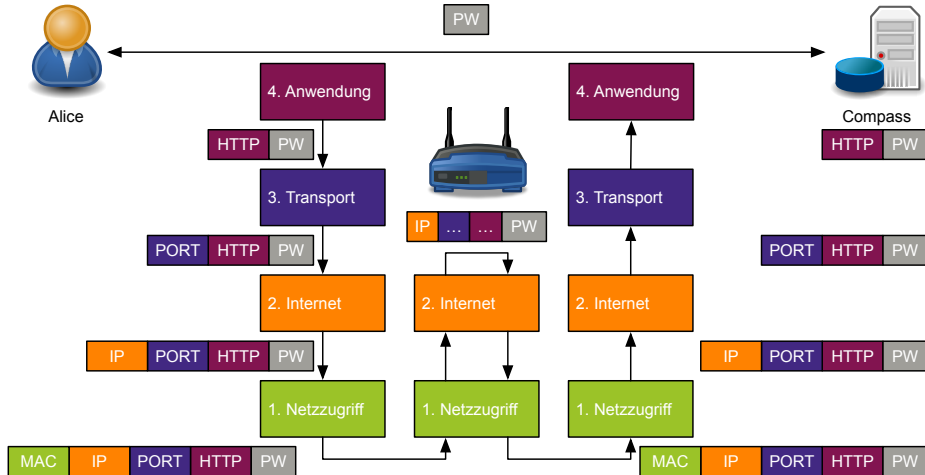 PW
Alice
Compass
4. Anwendung
4. Anwendung
HTTP PW
HTTP PW
3. Transport
3. Transport
IP ... ... PW
PORT HTTP PW
PORT HTTP PW
2. Internet
2. Internet
2. Internet
IP PORT HTTP PW
IP PORT HTTP PW
1. Netzzugriff
1. Netzzugriff
1. Netzzugriff
MAC IP PORT HTTP PW
MAC IP PORT HTTP PW